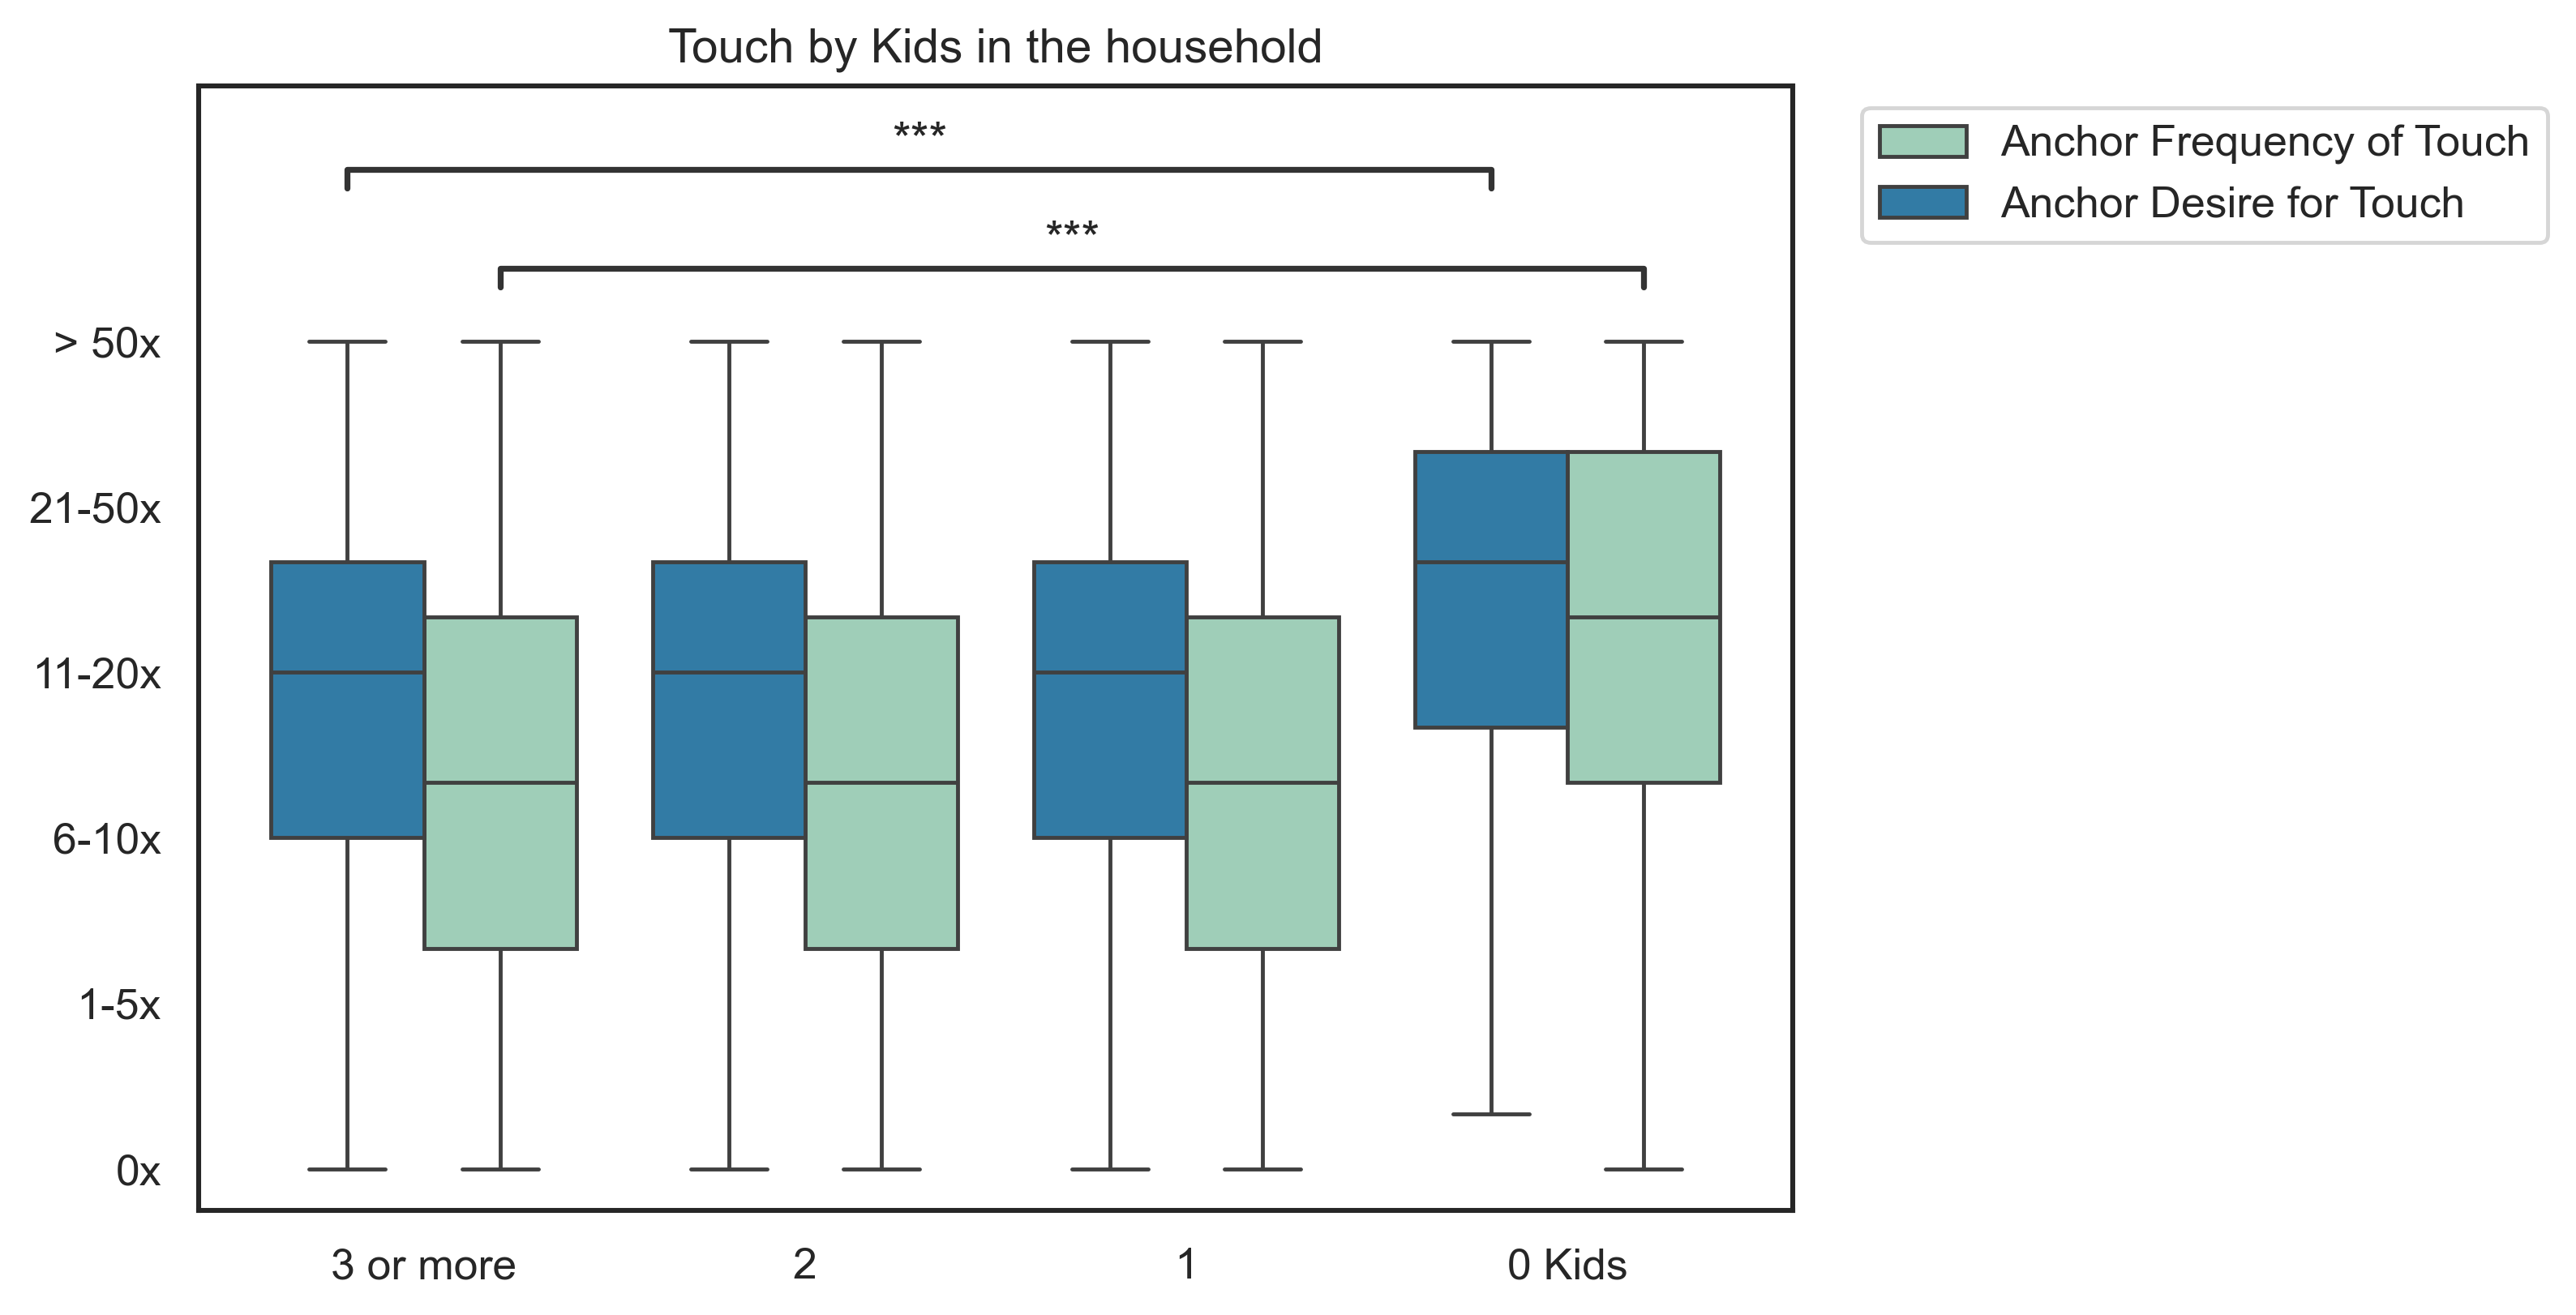 Touch by Kids in the household
***
***
Anchor Frequency of Touch
Anchor Desire for Touch
> 50x
21-50x
11-20x
6-10x
1-5x
0x
3 or more
2
1
0 Kids